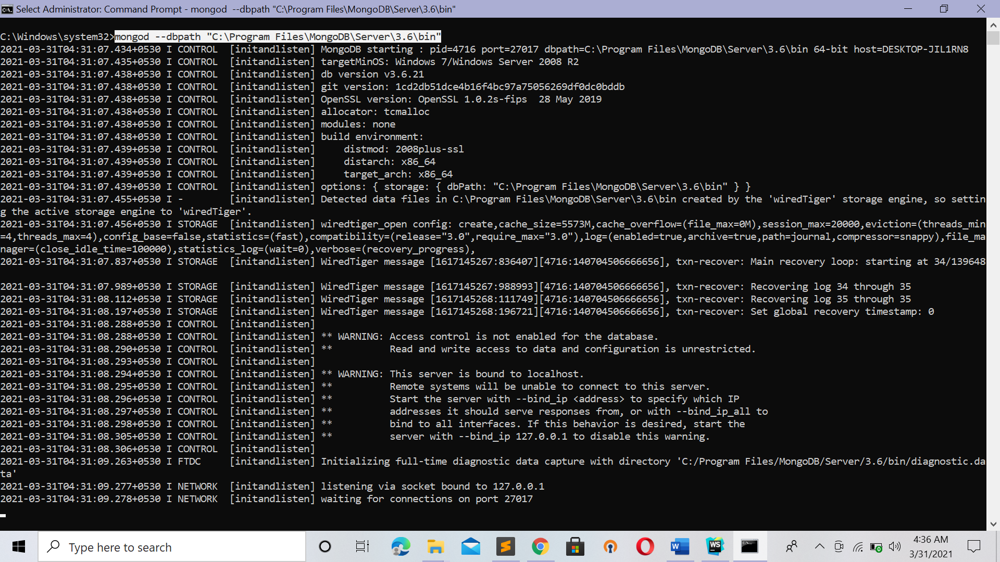 Select Administrator: Command Prompt - mongod  --dbpath "C:\Program Files\MongoDB\Server\3.6\bin"
C:\Windows\system32>mongod --dbpath "C:\Program Files\MongoDB\Server\3.6\bin"
2021-03-31T04:31:07.434+0530 I CONTROL  [initandlisten] MongoDB starting : pid=4716 port=27017 dbpath=C:\Program Files\MongoDB\Server\3.6\bin 64-bit host=DESKTOP-JIL1RN8
2021-03-31T04:31:07.435+0530 I CONTROL  [initandlisten] targetMinOS: Windows 7/Windows Server 2008 R2
2021-03-31T04:31:07.438+0530 I CONTROL  [initandlisten] db version v3.6.21
2021-03-31T04:31:07.438+0530 I CONTROL  [initandlisten] git version: 1cd2db51dce4b16f4bc97a75056269df0dc0bddb
2021-03-31T04:31:07.438+0530 I CONTROL  [initandlisten] OpenSSL version: OpenSSL 1.0.2s-fips  28 May 2019
2021-03-31T04:31:07.438+0530 I CONTROL  [initandlisten] allocator: tcmalloc
2021-03-31T04:31:07.438+0530 I CONTROL  [initandlisten] modules: none
2021-03-31T04:31:07.438+0530 I CONTROL  [initandlisten] build environment:
2021-03-31T04:31:07.439+0530 I CONTROL  [initandlisten]     distmod: 2008plus-ssl
2021-03-31T04:31:07.439+0530 I CONTROL  [initandlisten]     distarch: x86_64
2021-03-31T04:31:07.439+0530 I CONTROL  [initandlisten]     target_arch: x86_64
2021-03-31T04:31:07.439+0530 I CONTROL  [initandlisten] options: { storage: { dbPath: "C:\Program Files\MongoDB\Server\3.6\bin" } }
2021-03-31T04:31:07.455+0530 I -        [initandlisten] Detected data files in C:\Program Files\MongoDB\Server\3.6\bin created by the 'wiredTiger' storage engine, so settin
g the active storage engine to 'wiredTiger'.
2021-03-31T04:31:07.456+0530 I STORAGE  [initandlisten] wiredtiger_open config: create,cache_size=5573M,cache_overflow=(file_max=0M),session_max=20000,eviction=(threads_min
=4,threads_max=4),config_base=false,statistics=(fast),compatibility=(release="3.0",require_max="3.0"),log=(enabled=true,archive=true,path=journal,compressor=snappy),file_ma
nager=(close_idle_time=100000),statistics_log=(wait=0),verbose=(recovery_progress),
2021-03-31T04:31:07.837+0530 I STORAGE  [initandlisten] WiredTiger message [1617145267:836407][4716:140704506666656], txn-recover: Main recovery loop: starting at 34/139648
2021-03-31T04:31:07.989+0530 I STORAGE  [initandlisten] WiredTiger message [1617145267:988993][4716:140704506666656], txn-recover: Recovering log 34 through 35
2021-03-31T04:31:08.112+0530 I STORAGE  [initandlisten] WiredTiger message [1617145268:111749][4716:140704506666656], txn-recover: Recovering log 35 through 35
2021-03-31T04:31:08.197+0530 I STORAGE  [initandlisten] WiredTiger message [1617145268:196721][4716:140704506666656], txn-recover: Set global recovery timestamp: 0
2021-03-31T04:31:08.288+0530 I CONTROL  [initandlisten]
2021-03-31T04:31:08.288+0530 I CONTROL  [initandlisten] ** WARNING: Access control is not enabled for the database.
2021-03-31T04:31:08.290+0530 I CONTROL  [initandlisten] **          Read and write access to data and configuration is unrestricted.
2021-03-31T04:31:08.293+0530 I CONTROL  [initandlisten]
2021-03-31T04:31:08.294+0530 I CONTROL  [initandlisten] ** WARNING: This server is bound to localhost.
2021-03-31T04:31:08.295+0530 I CONTROL  [initandlisten] **          Remote systems will be unable to connect to this server.
2021-03-31T04:31:08.296+0530 I CONTROL  [initandlisten] **          Start the server with --bind_ip <address> to specify which IP
2021-03-31T04:31:08.297+0530 I CONTROL  [initandlisten] **          addresses it should serve responses from, or with --bind_ip_all to
2021-03-31T04:31:08.298+0530 I CONTROL  [initandlisten] **          bind to all interfaces. If this behavior is desired, start the
2021-03-31T04:31:08.305+0530 I CONTROL  [initandlisten] **          server with --bind_ip 127.0.0.1 to disable this warning.
2021-03-31T04:31:08.306+0530 I CONTROL  [initandlisten]
2021-03-31T04:31:09.263+0530 I FTDC     [initandlisten] Initializing full-time diagnostic data capture with directory 'C:/Program Files/MongoDB/Server/3.6/bin/diagnostic.da
ta'
2021-03-31T04:31:09.277+0530 I NETWORK  [initandlisten] listening via socket bound to 127.0.0.1
2021-03-31T04:31:09.278+0530 I NETWORK  [initandlisten] waiting for connections on port 27017
Type here to search
W
WS
4:36 AM
3/31/2021